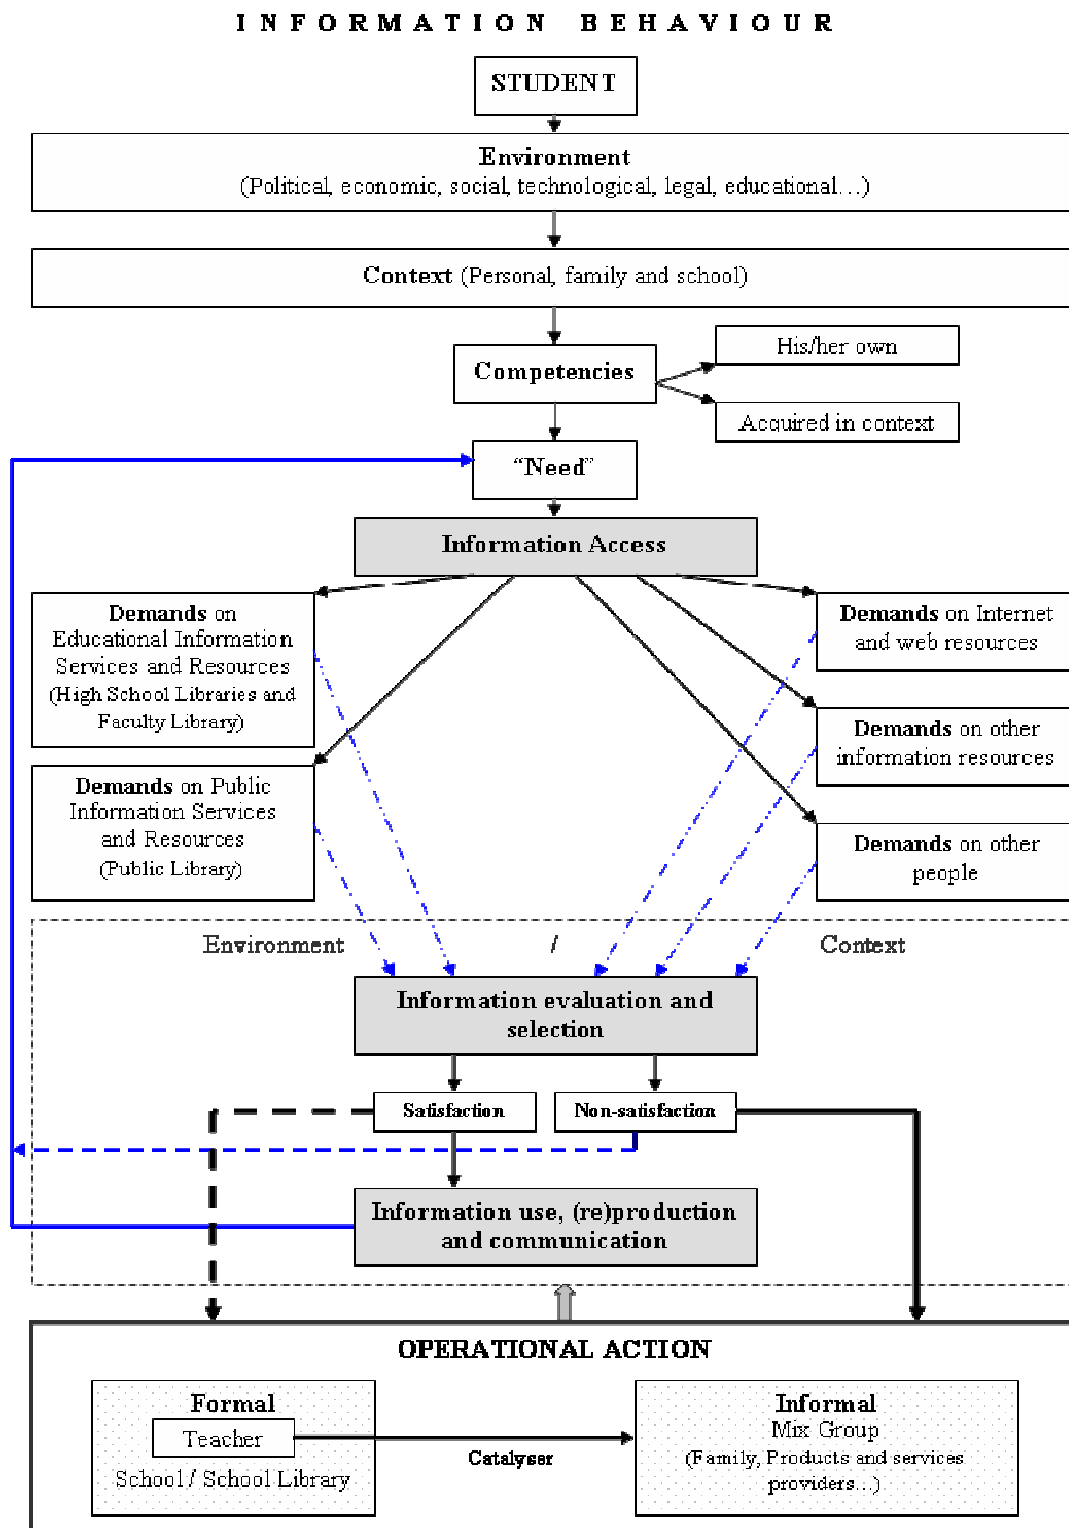 INFORMATION BEHAVIOUR
STUDENT
Environment
(Political, economic, social, technological, legal, educational…)
Context (Personal, family and school)
Competencies
His/her own
Acquired in context
“Need”
Information Access
Demands on
Educational Information
Services and Resources
(High School Libraries and
Faculty Library)
Demands on Public
Information Services
and Resources
(Public Library)
Demands on Internet
and web resources
Demands on other
information resources
Demands on other
people
Environment / Context
Information evaluation and
selection
Satisfaction
Non-satisfaction
Information use, (re)production
and communication
OPERATIONAL ACTION
Formal
Teacher
School / School Library
Catalyser
Informal
Mix Group
(Family, Products and services
providers...)